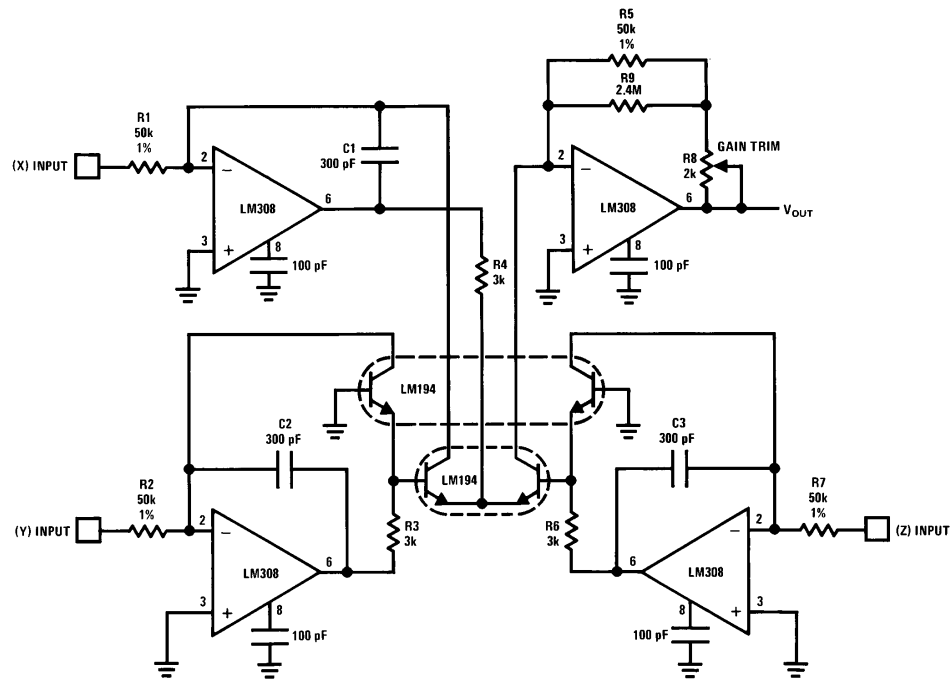 R5
50k
1%
R9
2.4M
R1
50k
1%
(X) INPUT
2
−
LM308
6
3
+
8
100 pF
C1
300 pF
R4
3k
2
−
LM308
6
3
+
8
100 pF
R8
2k
GAIN TRIM
VOUT
LM194
LM194
C2
300 pF
R2
50k
1%
(Y) INPUT
2
−
LM308
6
3
+
8
100 pF
R3
3k
R6
3k
C3
300 pF
R7
50k
1%
(Z) INPUT
2
−
LM308
6
3
+
8
100 pF